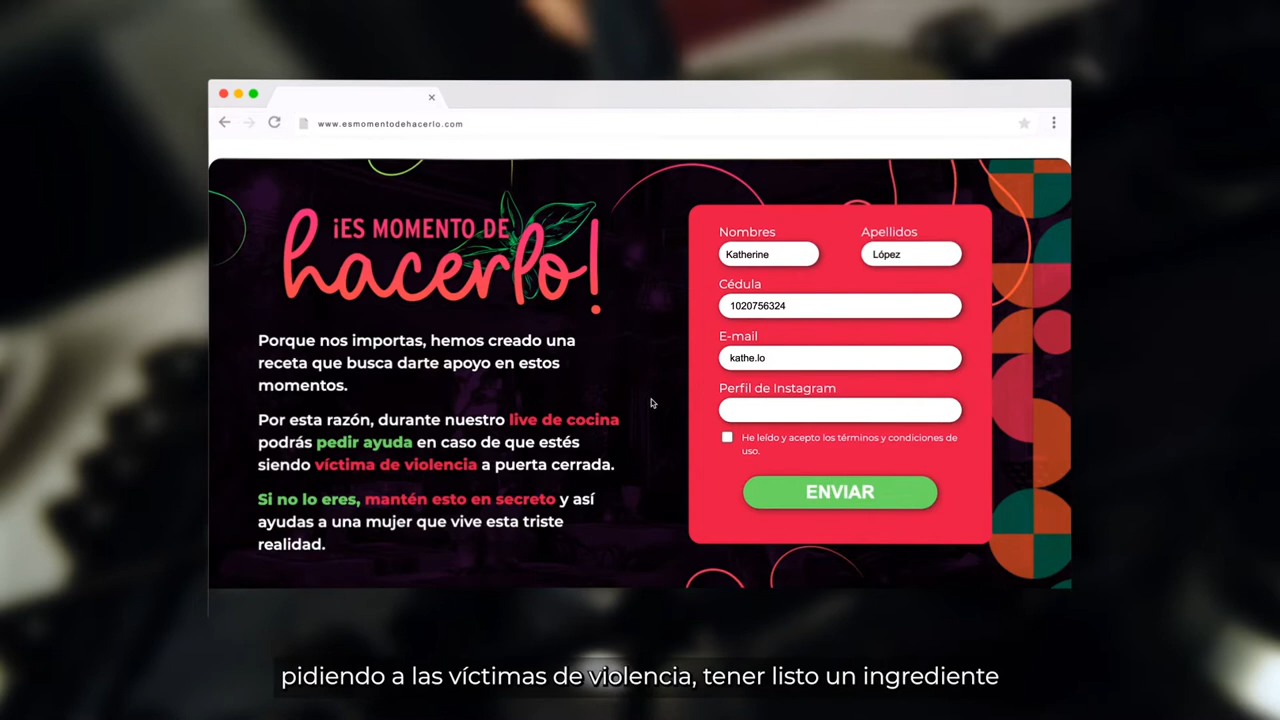 www.esmomentodehacerlo.com
¡ES MOMENTO DE
hacerlo!
Porque nos importas, hemos creado una
receta que busca darte apoyo en estos
momentos.
Por esta razón, durante nuestro live de cocina
podrás pedir ayuda en caso de que estés
siendo víctima de violencia a puerta cerrada.
Si no lo eres, mantén esto en secreto y así
ayudas a una mujer que vive esta triste
realidad.
Nombres Apellidos
Katherine López
Cédula
1020756324
E-mail
kathe.lo
Perfil de Instagram
He leído y acepto los términos y condiciones de
uso.
ENVIAR
pidiendo a las víctimas de violencia, tener listo un ingrediente